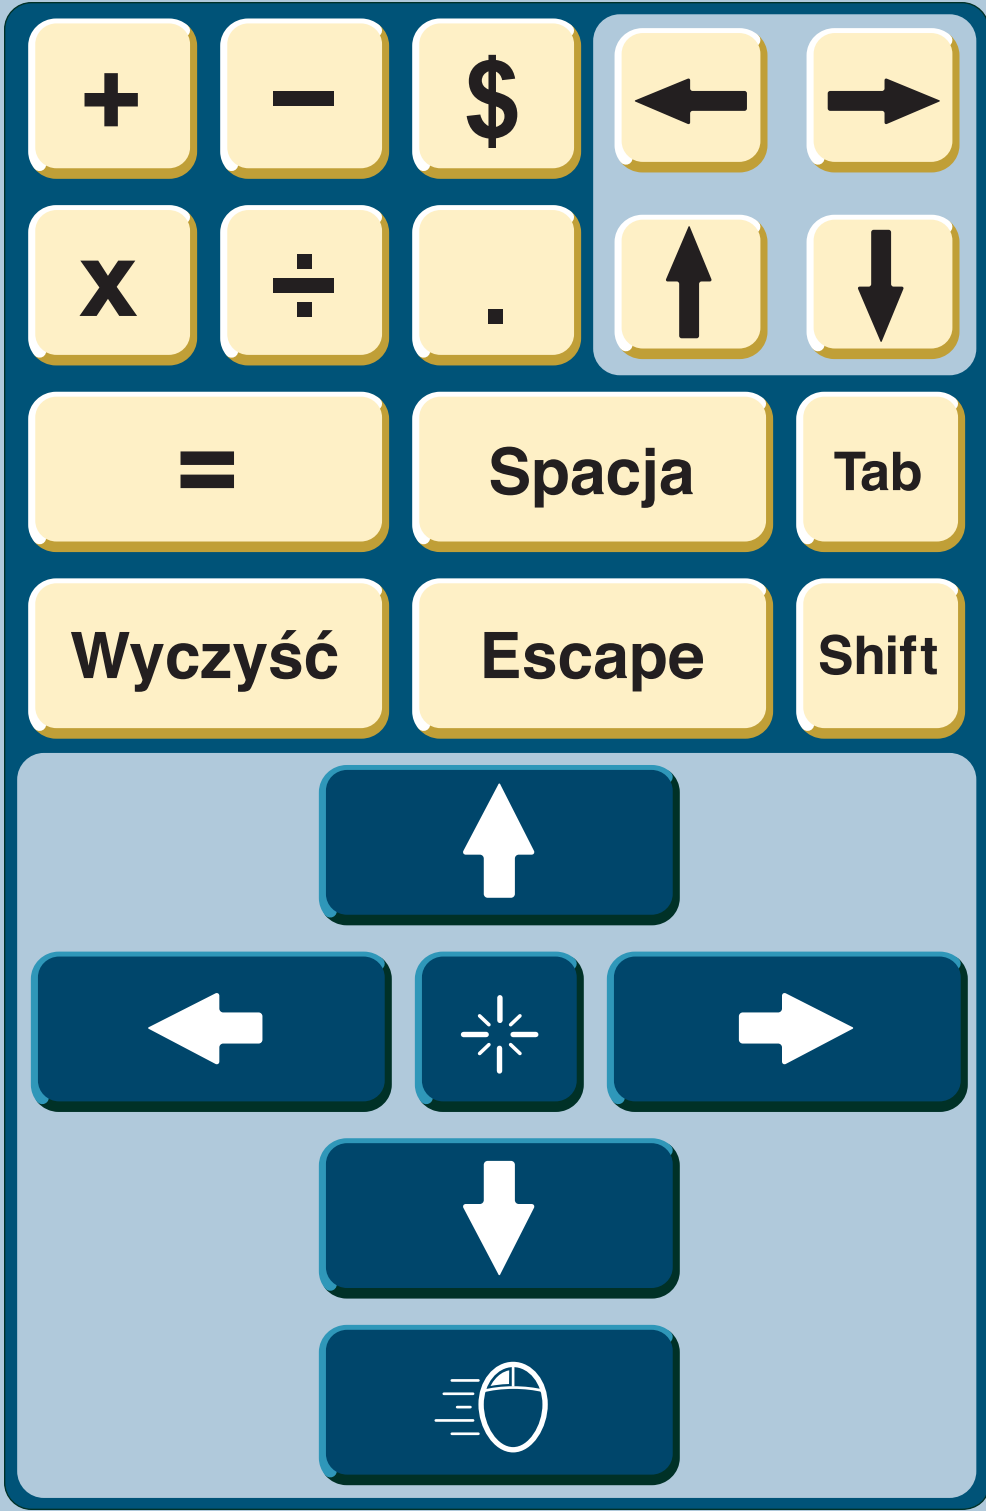 + − $
x ÷ .
= Spacja Tab
Wyczyść Escape Shift